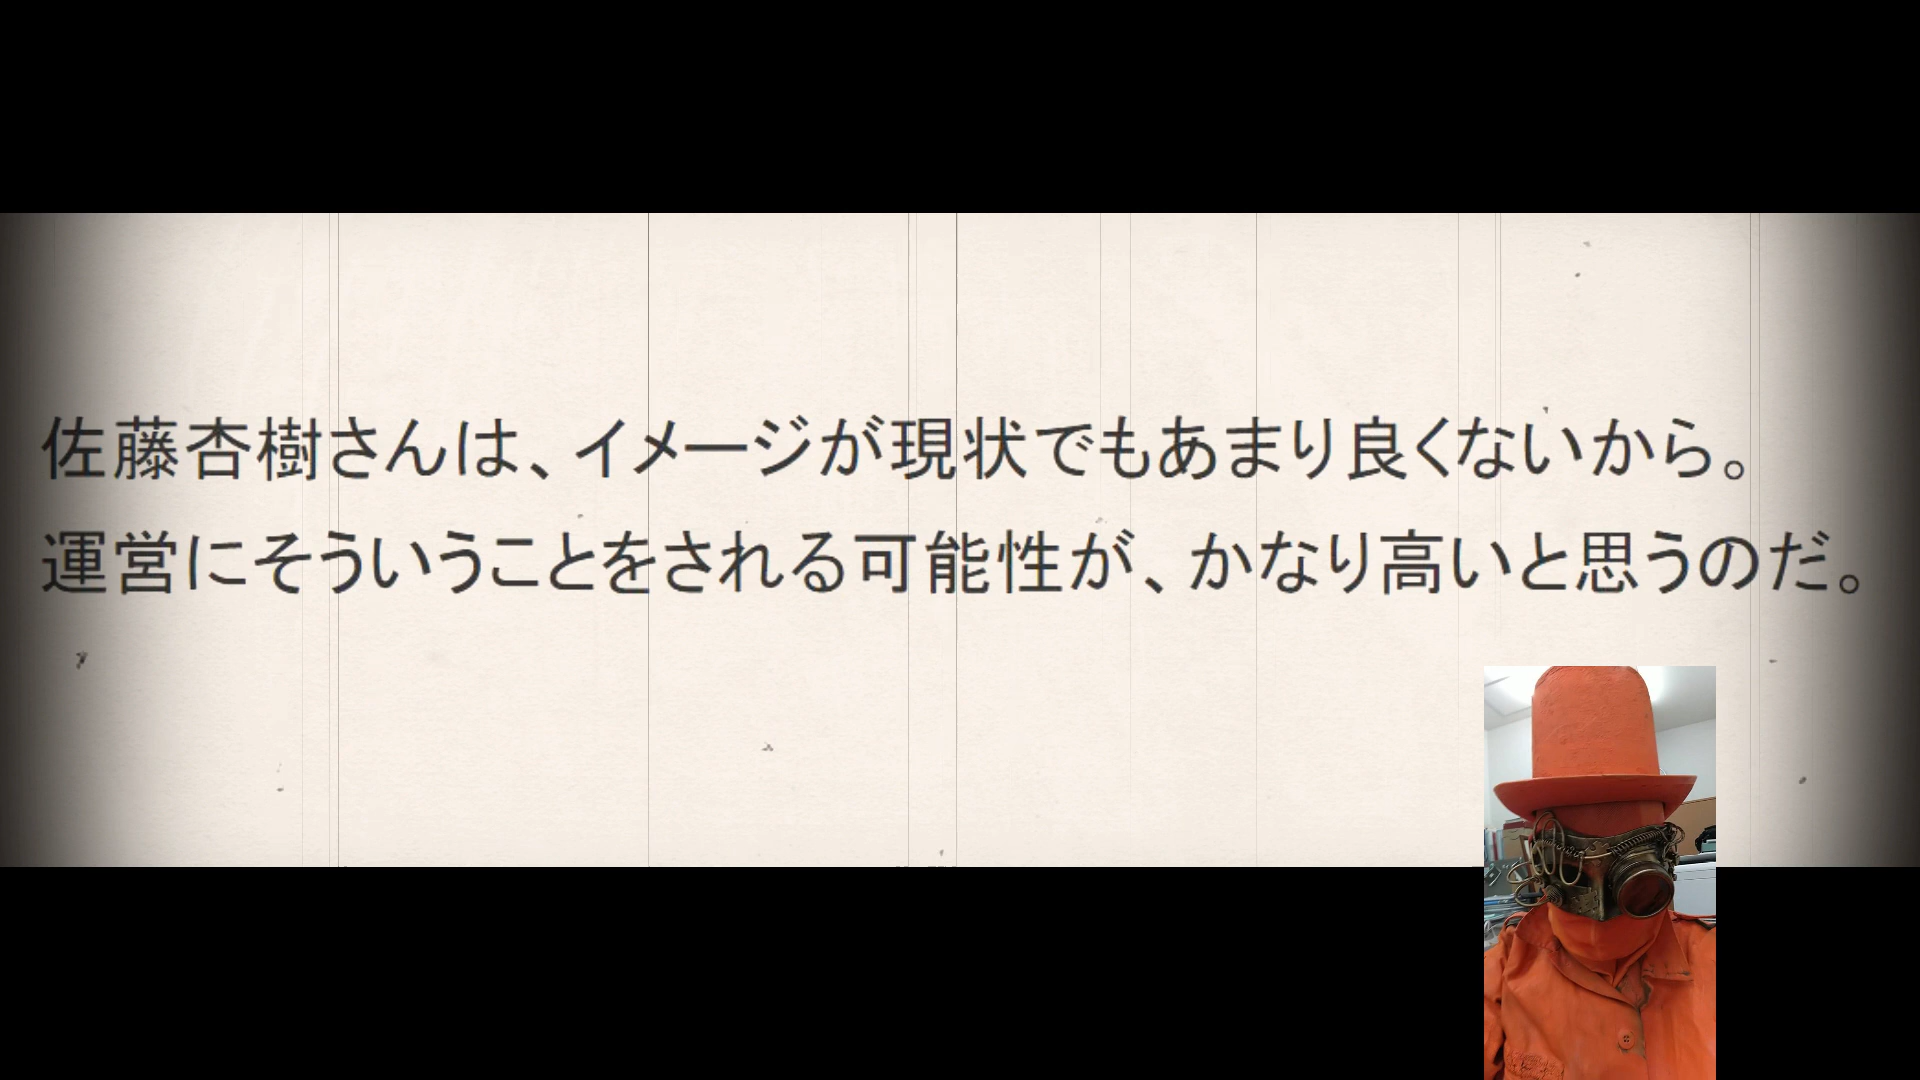 佐藤杏樹さんは、イメージが現状でもあまり良くないから。
運営にそういうことをされる可能性が、かなり高いと思うのだ。